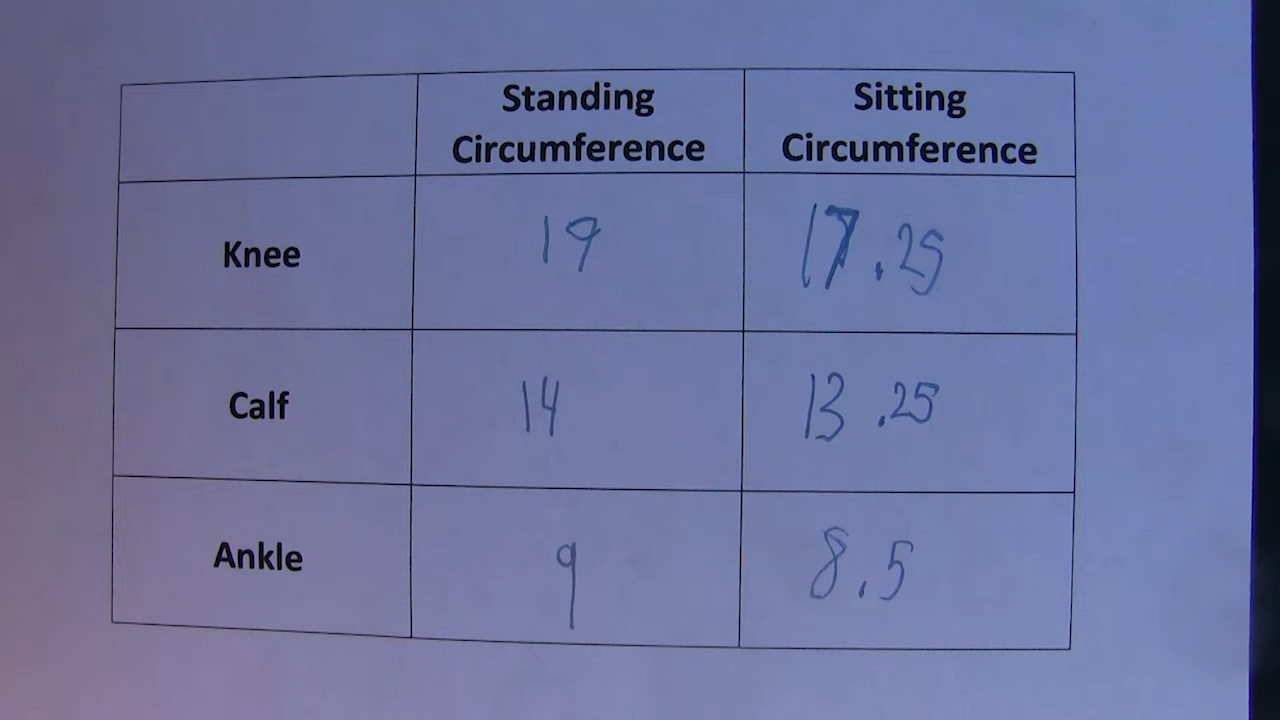 Standing Circumference Sitting Circumference
Knee 19 17.25
Calf 14 13.25
Ankle 9 8.5